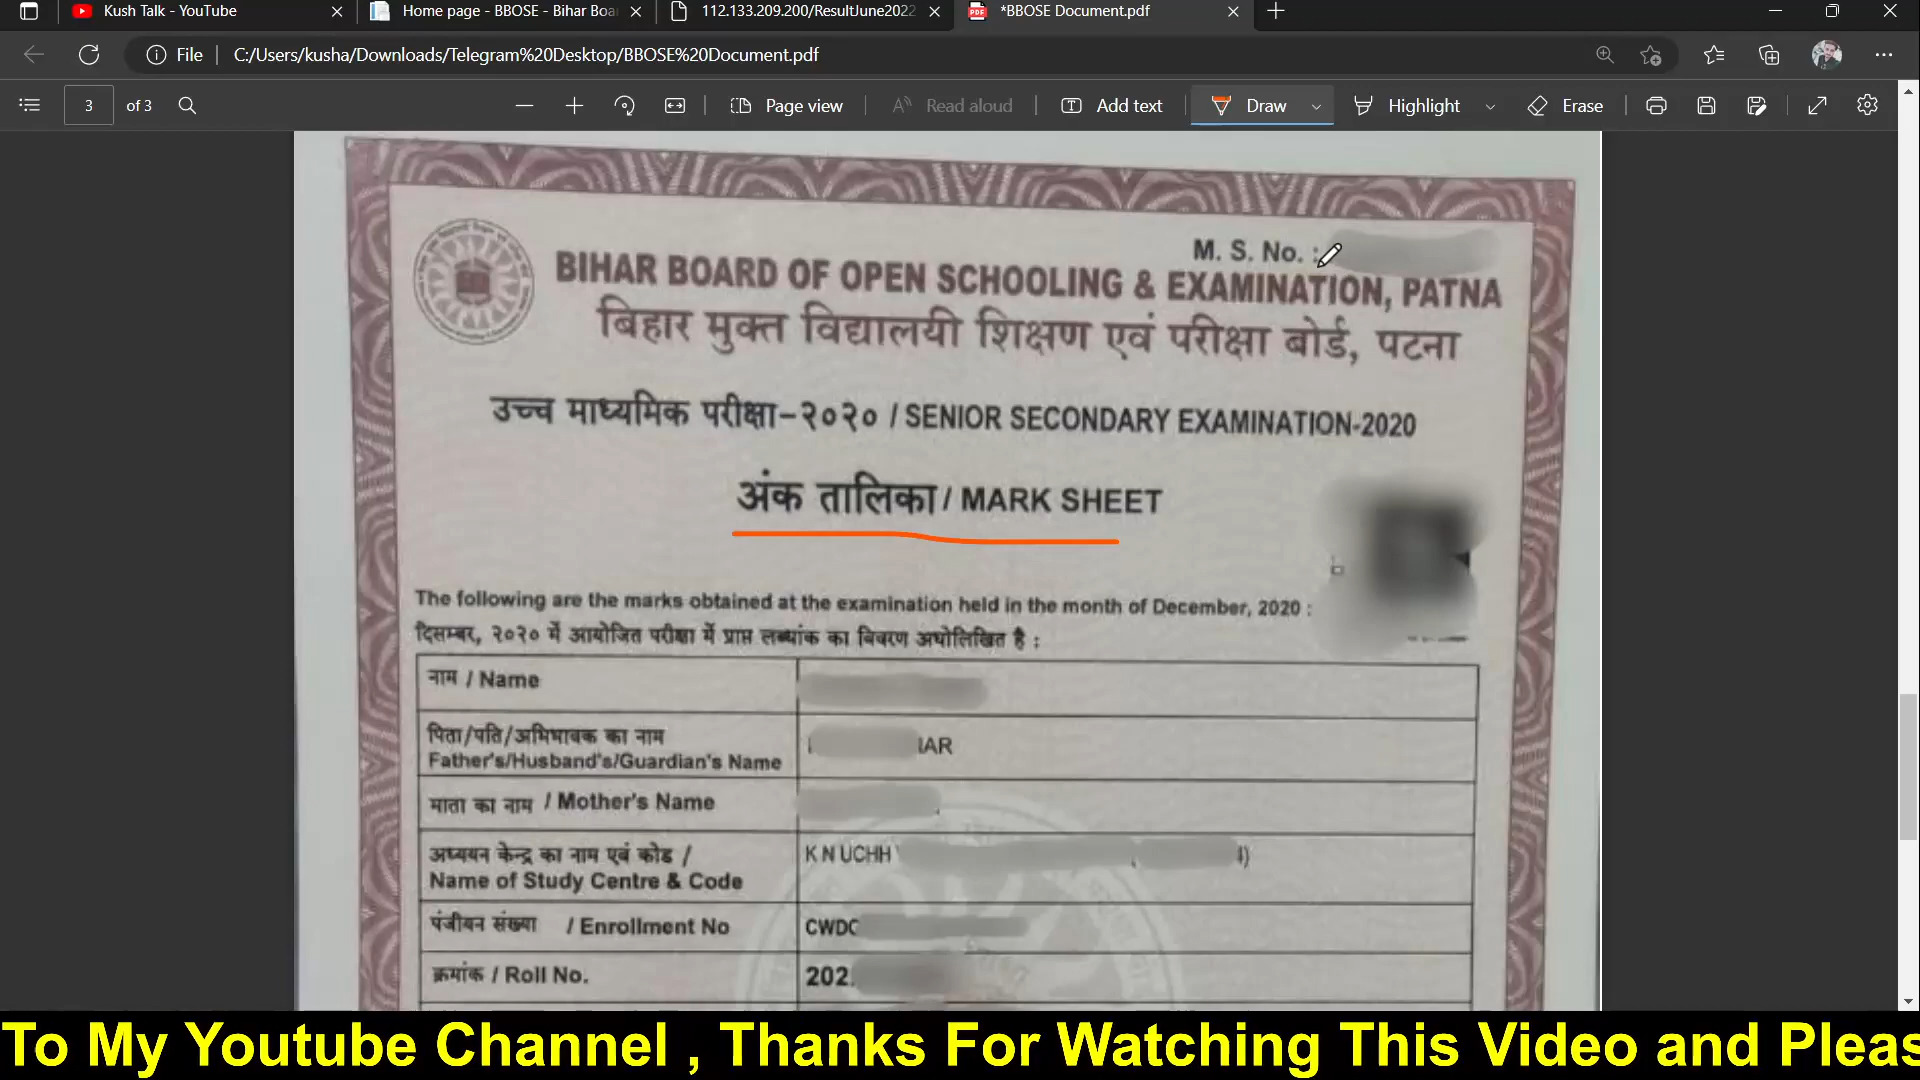 Kush Talk - YouTube
Home page - BBOSE - Bihar Boa
112.133.209.200/ResultJune2022
*BBOSE Document.pdf
File
C:/Users/kusha/Downloads/Telegram%20Desktop/BBOSE%20Document.pdf
3 of 3
Page view
Read aloud
Add text
Draw
Highlight
Erase
M. S. No. :
BIHAR BOARD OF OPEN SCHOOLING & EXAMINATION, PATNA
बिहार मुक्त विद्यालयी शिक्षण एवं परीक्षा बोर्ड, पटना
उच्च माध्यमिक परीक्षा-२०२० / SENIOR SECONDARY EXAMINATION-2020
अंक तालिका / MARK SHEET
The following are the marks obtained at the examination held in the month of December, 2020 :
दिसम्बर, २०२० में आयोजित परीक्षा में प्राप्त लब्धांक का विवरण अधोलिखित है :
नाम / Name
पिता/पति/अभिभावक का नाम
Father's/Husband's/Guardian's Name
IAR
माता का नाम / Mother's Name
अध्ययन केन्द्र का नाम एवं कोड /
Name of Study Centre & Code
K N UCHH
पंजीयन संख्या / Enrollment No
CWDC
क्रमांक / Roll No.
202
To My Youtube Channel , Thanks For Watching This Video and Pleas